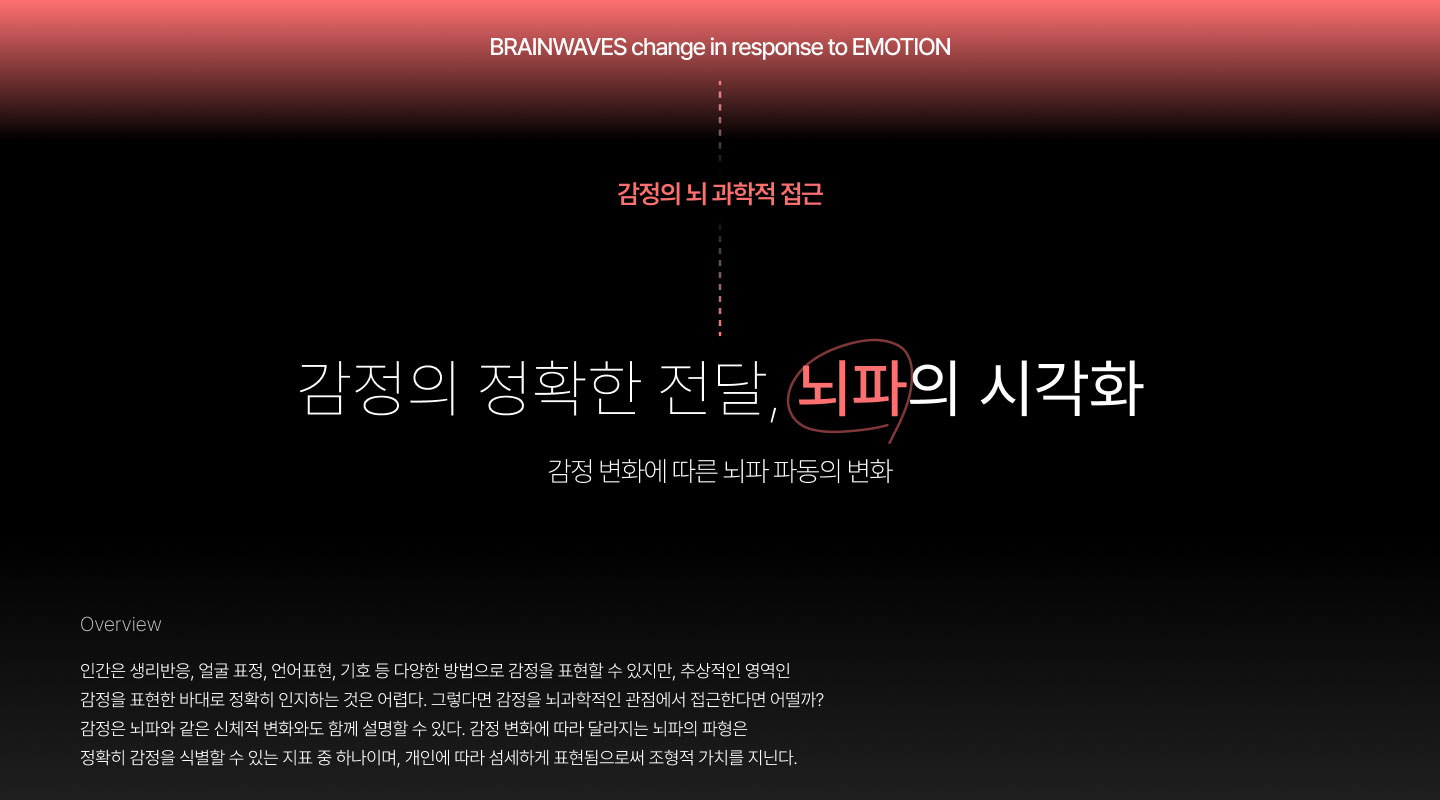 BRAINWAVES change in response to EMOTION
감정의 뇌 과학적 접근
감정의 정확한 전달, 뇌파의 시각화
감정 변화에 따른 뇌파 파동의 변화
Overview
인간은 생리반응, 얼굴 표정, 언어표현, 기호 등 다양한 방법으로 감정을 표현할 수 있지만, 추상적인 영역인
감정을 표현한 바대로 정확히 인지하는 것은 어렵다. 그렇다면 감정을 뇌과학적인 관점에서 접근한다면 어떨까?
감정은 뇌파와 같은 신체적 변화와도 함께 설명할 수 있다. 감정 변화에 따라 달라지는 뇌파의 파형은
정확히 감정을 식별할 수 있는 지표 중 하나이며, 개인에 따라 섬세하게 표현됨으로써 조형적 가치를 지닌다.